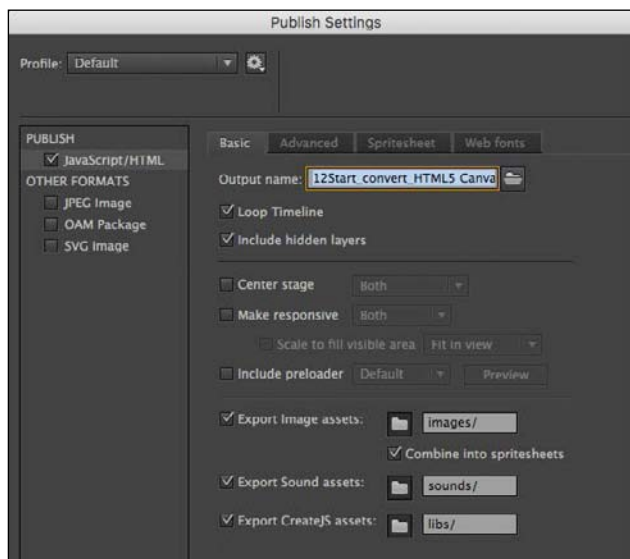 Publish Settings
Profile: Default
PUBLISH
JavaScript/HTML
OTHER FORMATS
JPEG Image
OAM Package
SVG Image
Basic Advanced Spritesheet Web fonts
Output name: 12Start_convert_HTML5 Canva
Loop Timeline
Include hidden layers
Center stage Both
Make responsive Both
Scale to fill visible area Fit in view
Include preloader Default Preview
Export Image assets: images/
Combine into spritesheets
Export Sound assets: sounds/
Export CreateJS assets: libs/